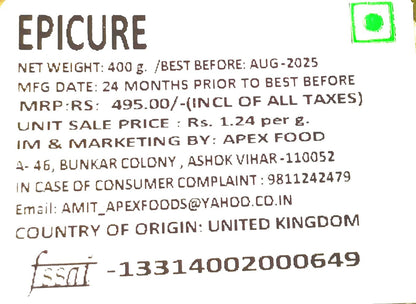 EPICURE
NET WEIGHT: 400 g. /BEST BEFORE: AUG-2025
MFG DATE: 24 MONTHS PRIOR TO BEST BEFORE
MRP:RS: 495.00/-(INCL OF ALL TAXES)
UNIT SALE PRICE : Rs. 1.24 per g.
IM & MARKETING BY: APEX FOOD
A- 46, BUNKAR COLONY , ASHOK VIHAR -110052
IN CASE OF CONSUMER COMPLAINT : 9811242479
Email: AMIT_APEXFOODS@YAHOO.CO.IN
COUNTRY OF ORIGIN: UNITED KINGDOM
fssai -13314002000649